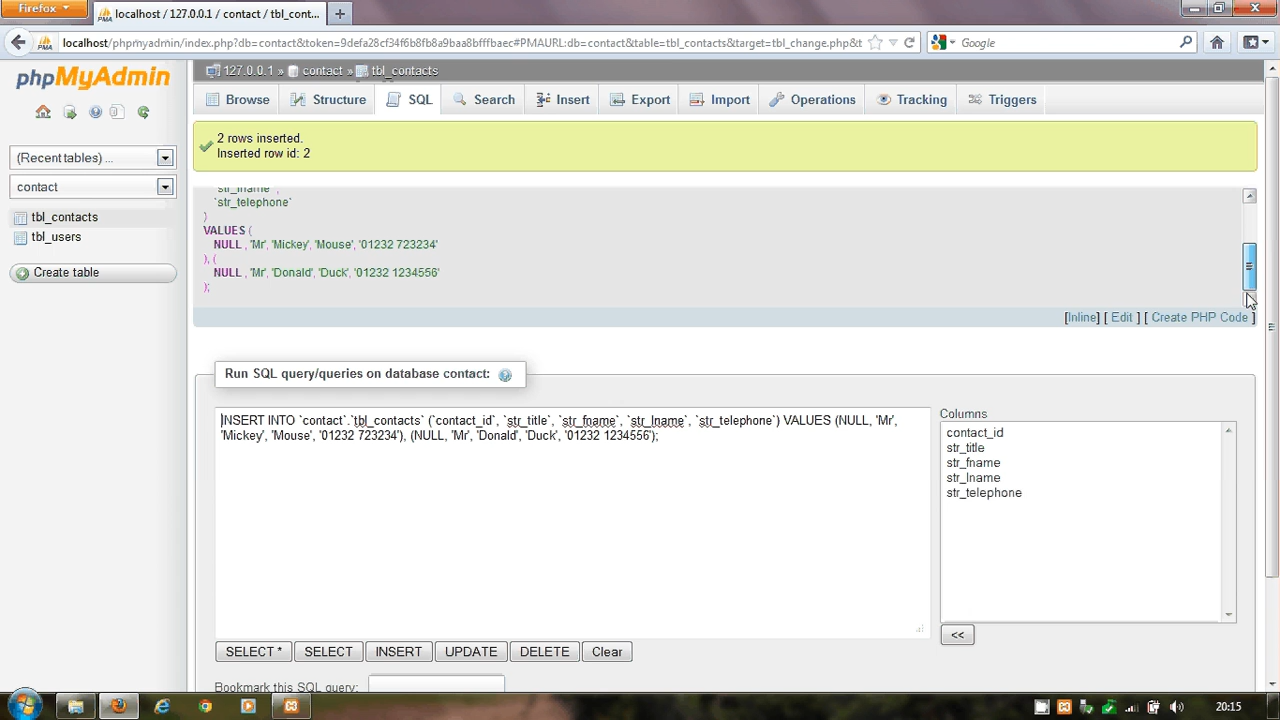 Firefox
localhost / 127.0.0.1 / contact / tbl_cont...
localhost/phpmyadmin/index.php?db=contact&token=9defa28cf34f6b8fb8a9baa8bfffbaec#PMAURL:db=contact&table=tbl_contacts&target=tbl_change.php&t
Google
phpMyAdmin
(Recent tables) ...
contact
tbl_contacts
tbl_users
Create table
127.0.0.1 » contact » tbl_contacts
Browse Structure SQL Search Insert Export Import Operations Tracking Triggers
2 rows inserted.
Inserted row id: 2
`str_lname` ,
`str_telephone`
)
VALUES (
NULL , 'Mr', 'Mickey', 'Mouse', '01232 723234'
), (
NULL , 'Mr', 'Donald', 'Duck', '01232 1234556'
);
[Inline] [ Edit ] [ Create PHP Code ]
Run SQL query/queries on database contact:
INSERT INTO `contact`.`tbl_contacts` (`contact_id`, `str_title`, `str_fname`, `str_lname`, `str_telephone`) VALUES (NULL, 'Mr',
'Mickey', 'Mouse', '01232 723234'), (NULL, 'Mr', 'Donald', 'Duck', '01232 1234556');
Columns
contact_id
str_title
str_fname
str_lname
str_telephone
<<
SELECT * SELECT INSERT UPDATE DELETE Clear
Bookmark this SQL query:
20:15